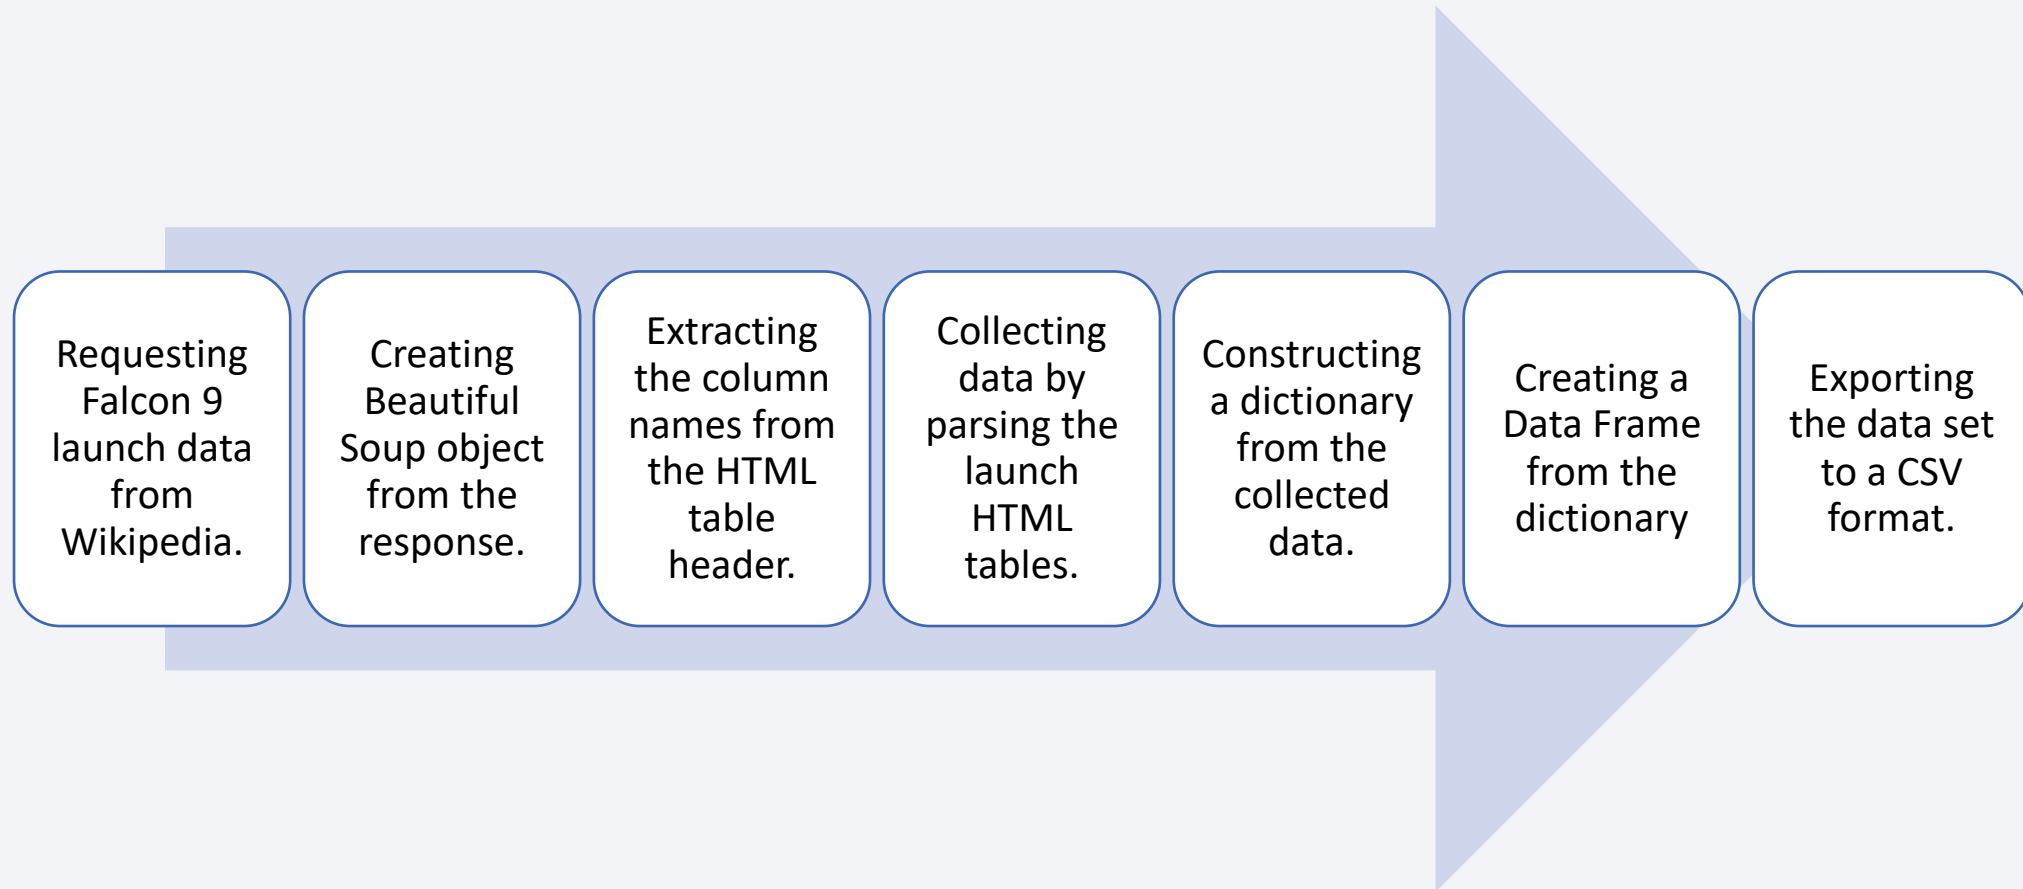 Requesting
Falcon 9
launch data
from
Wikipedia.
Creating
Beautiful
Soup object
from the
response.
Extracting
the column
names from
the HTML
table
header.
Collecting
data by
parsing the
launch
HTML
tables.
Constructing
a dictionary
from the
collected
data.
Creating a
Data Frame
from the
dictionary
Exporting
the data set
to a CSV
format.